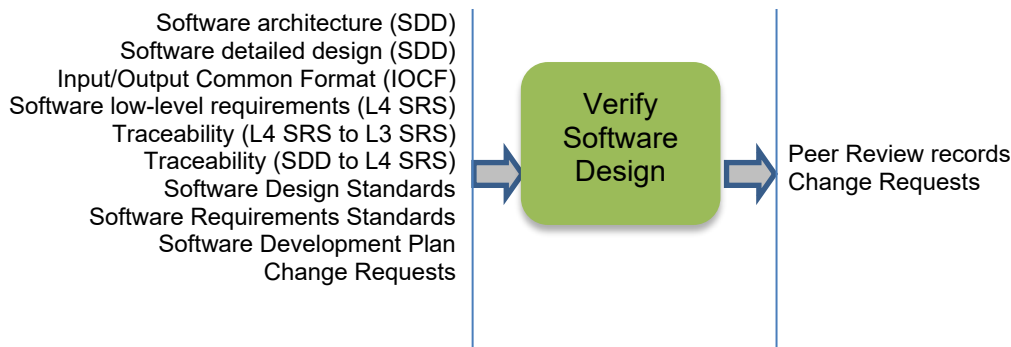 Software architecture (SDD)
Software detailed design (SDD)
Input/Output Common Format (IOCF)
Software low-level requirements (L4 SRS)
Traceability (L4 SRS to L3 SRS)
Traceability (SDD to L4 SRS)
Software Design Standards
Software Requirements Standards
Software Development Plan
Change Requests
Verify
Software
Design
Peer Review records
Change Requests